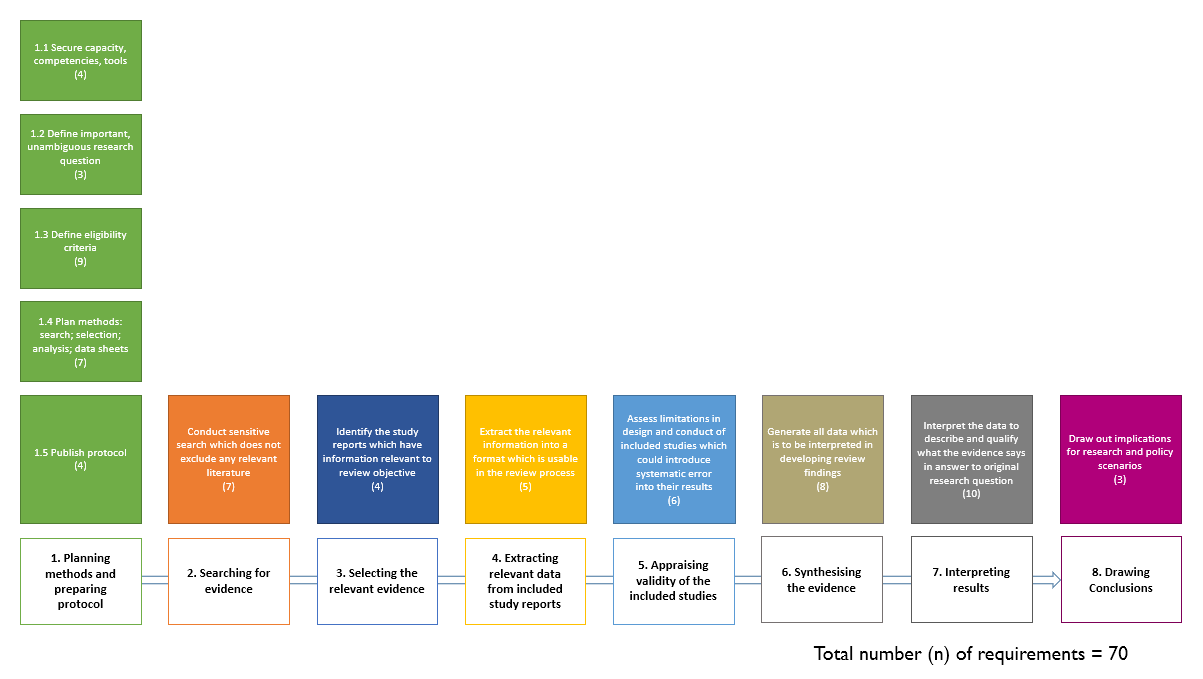 1.1 Secure capacity,
competencies, tools
(4)
1.2 Define important,
unambiguous research
question
(3)
1.3 Define eligibility
criteria
(9)
1.4 Plan methods:
search; selection;
analysis; data sheets
(7)
1.5 Publish protocol
(4)
Conduct sensitive
search which does not
exclude any relevant
literature
(7)
Identify the study
reports which have
information relevant to
review objective
(4)
Extract the relevant
information into a
format which is usable
in the review process
(5)
Assess limitations in
design and conduct of
included studies which
could introduce
systematic error
into their results
(6)
Generate all data which
is to be interpreted in
developing review
findings
(8)
Interpret the data to
describe and qualify
what the evidence says
in answer to original
research question
(10)
Draw out implications
for research and policy
scenarios
(3)
1. Planning
methods and
preparing
protocol
2. Searching for
evidence
3. Selecting the
relevant evidence
4. Extracting
relevant data
from included
study reports
5. Appraising
validity of the
included studies
6. Synthesising
the evidence
7. Interpreting
results
8. Drawing
Conclusions
Total number (n) of requirements = 70